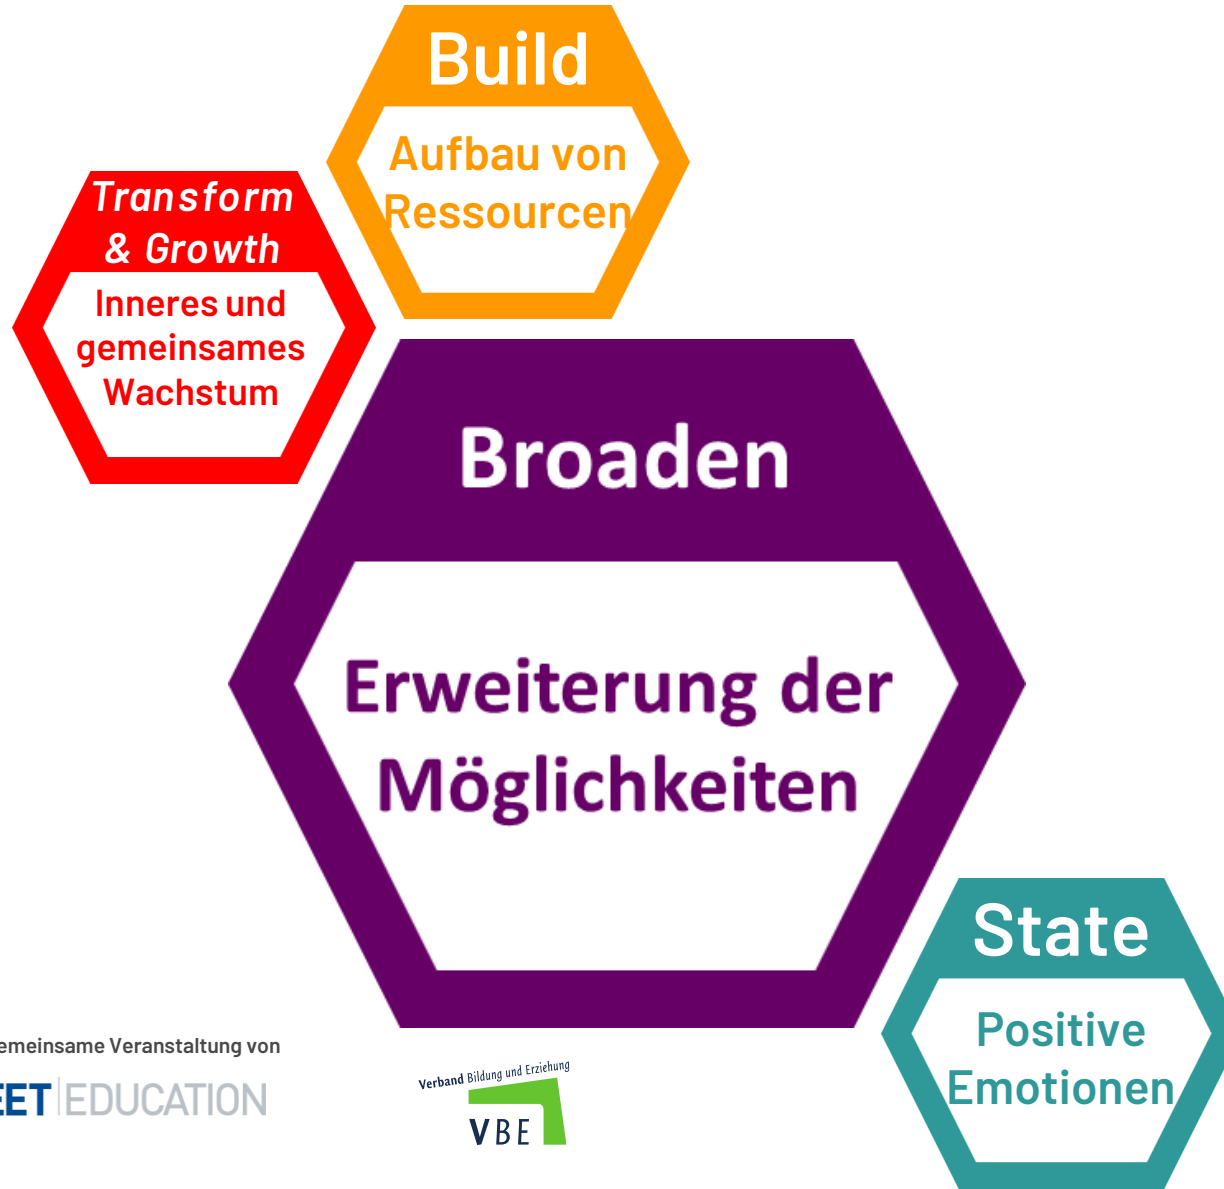 Build
Aufbau von
Ressourcen
Transform
& Growth
Inneres und
gemeinsames
Wachstum
Broaden
Erweiterung der
Möglichkeiten
State
Positive
Emotionen
emeinsame Veranstaltung von
EET EDUCATION
Verband Bildung und Erziehung
VBE